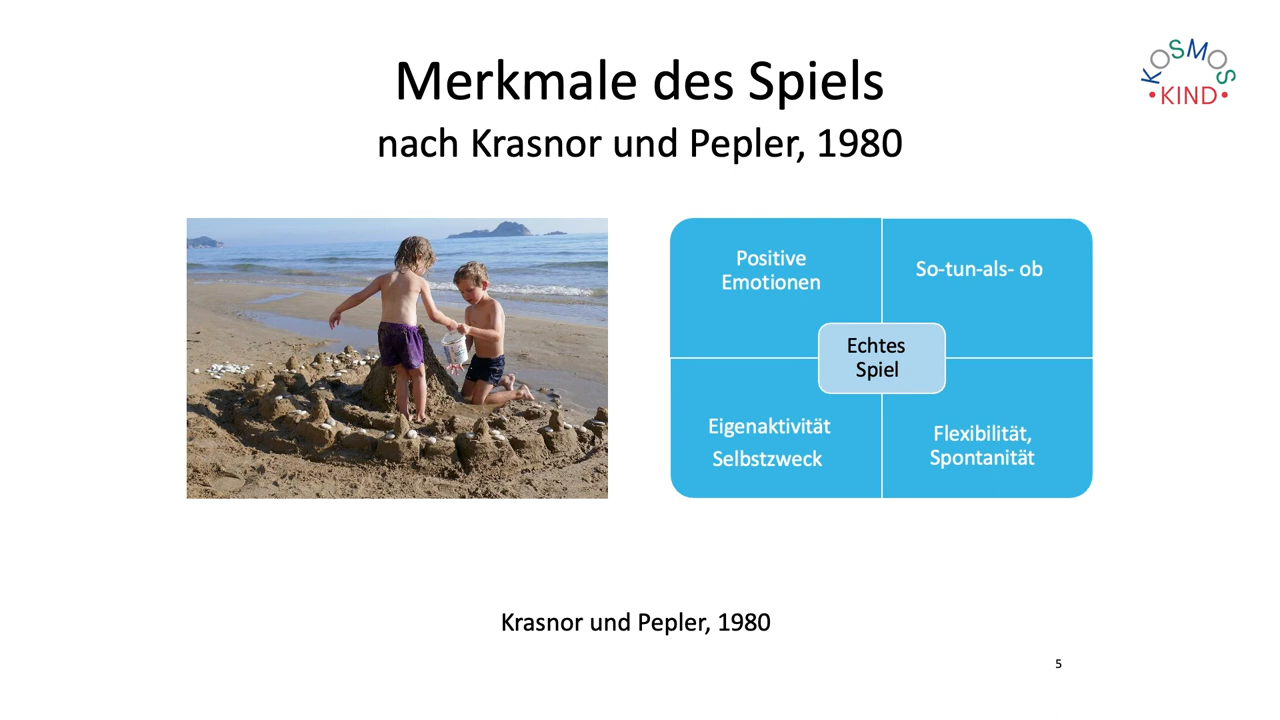 Merkmale des Spiels
nach Krasnor und Pepler, 1980
KOSMOS
•KIND•
Positive
Emotionen
So-tun-als- ob
Echtes
Spiel
Eigenaktivität
Selbstzweck
Flexibilität,
Spontanität
Krasnor und Pepler, 1980
5